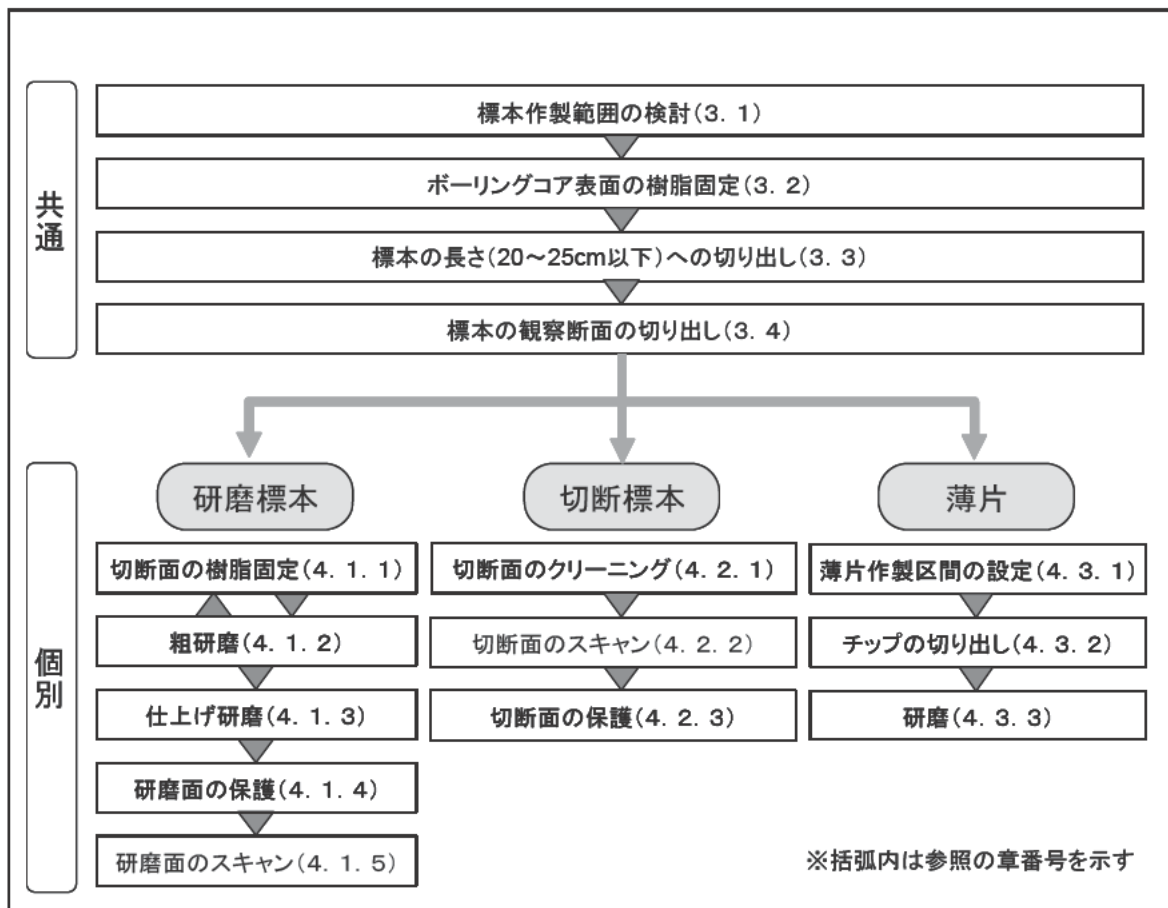 共通
標本作製範囲の検討(3．1)
ボーリングコア表面の樹脂固定(3．2)
標本の長さ(20～25cm以下)への切り出し(3．3)
標本の観察断面の切り出し(3．4)
個別
研磨標本
切断面の樹脂固定(4．1．1)
粗研磨(4．1．2)
仕上げ研磨(4．1．3)
研磨面の保護(4．1．4)
研磨面のスキャン(4．1．5)
切断標本
切断面のクリーニング(4．2．1)
切断面のスキャン(4．2．2)
切断面の保護(4．2．3)
薄片
薄片作製区間の設定(4．3．1)
チップの切り出し(4．3．2)
研磨(4．3．3)
※括弧内は参照の章番号を示す